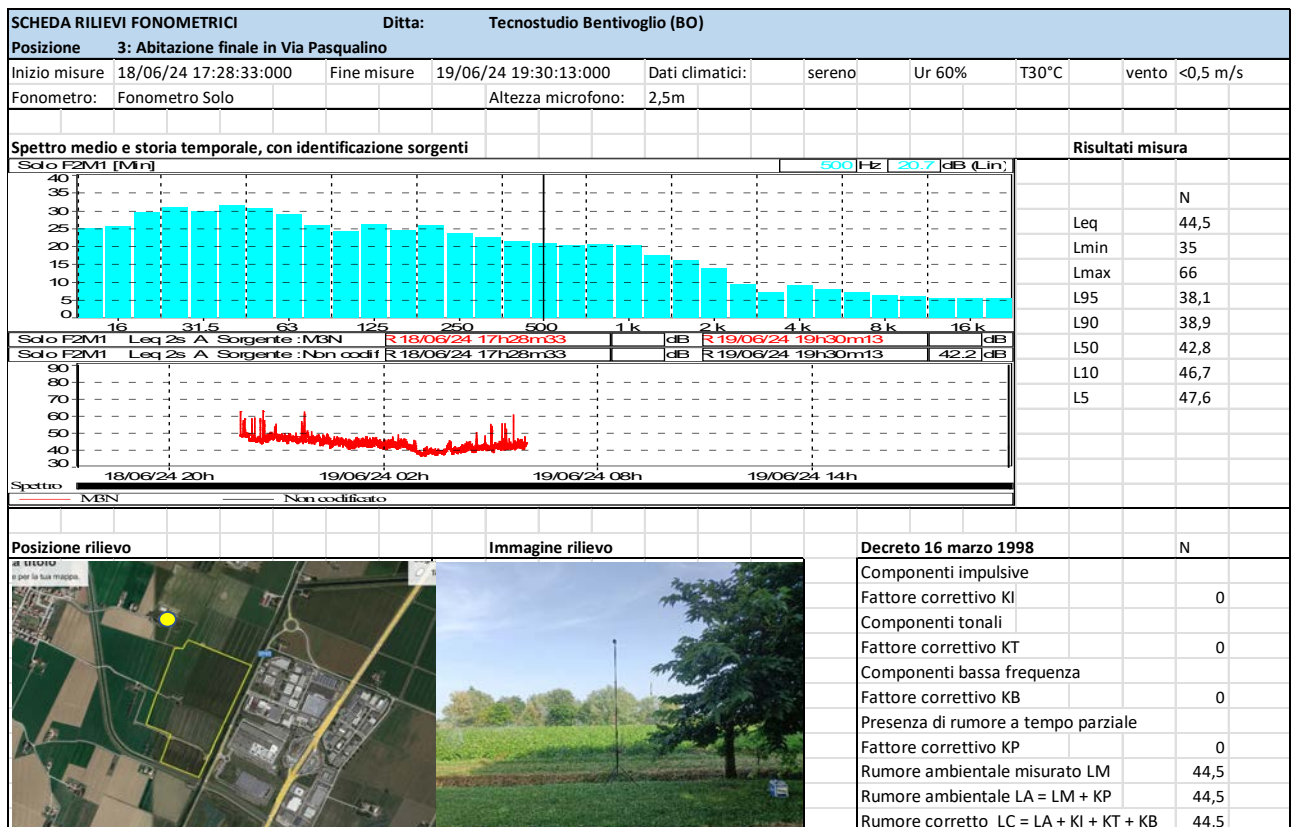 SCHEDA RILIEVI FONOMETRICI Ditta: Tecnostudio Bentivoglio (BO)
Posizione 3: Abitazione finale in Via Pasqualino
Inizio misure 18/06/24 17:28:33:000 Fine misure 19/06/24 19:30:13:000 Dati climatici: sereno Ur 60% T30°C vento <0,5 m/s
Fonometro: Fonometro Solo Altezza microfono: 2,5m
Spettro medio e storia temporale, con identificazione sorgenti Risultati misura
Solo F2M1 [Min] 500 Hz 20.7 dB (Lin)
40
35
30
25
20
15
10
5
0
16 31.5 63 125 250 500 1 k 2 k 4 k 8 k 16 k
Solo F2M1 Leq 2s A Sorgente :M3N R 18/06/24 17h28m33 dB R 19/06/24 19h30m13 dB
Solo F2M1 Leq 2s A Sorgente :Non codif R 18/06/24 17h28m33 dB R 19/06/24 19h30m13 42.2 dB
90
80
70
60
50
40
30
18/06/24 20h 19/06/24 02h 19/06/24 08h 19/06/24 14h
Spettro
M3N Non codificato
N
Leq 44,5
Lmin 35
Lmax 66
L95 38,1
L90 38,9
L50 42,8
L10 46,7
L5 47,6
Posizione rilievo Immagine rilievo Decreto 16 marzo 1998 N
a titolo
e per la tua mappa.
Componenti impulsive
Fattore correttivo KI 0
Componenti tonali
Fattore correttivo KT 0
Componenti bassa frequenza
Fattore correttivo KB 0
Presenza di rumore a tempo parziale
Fattore correttivo KP 0
Rumore ambientale misurato LM 44,5
Rumore ambientale LA = LM + KP 44,5
Rumore corretto LC = LA + KI + KT + KB 44,5